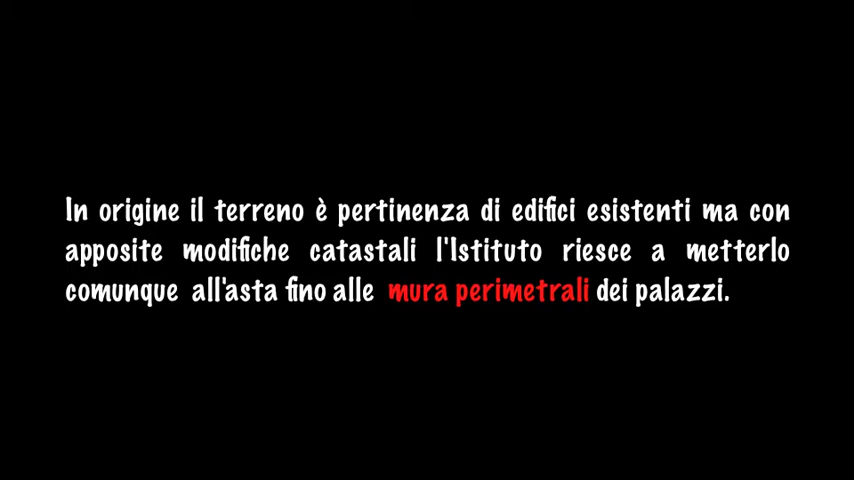 In origine il terreno è pertinenza di edifici esistenti ma con
apposite modifiche catastali l'Istituto riesce a metterlo
comunque all'asta fino alle mura perimetrali dei palazzi.